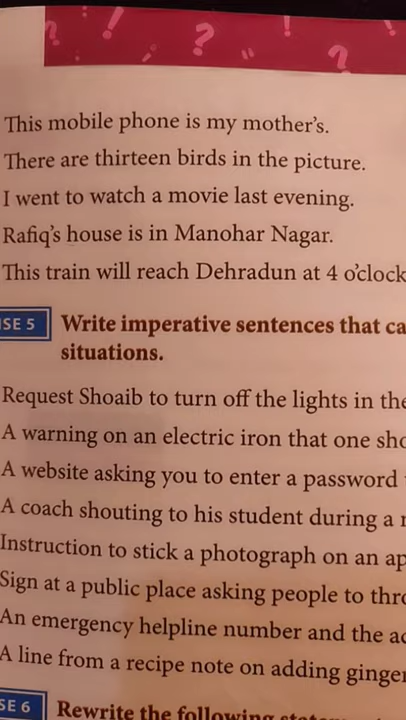 This mobile phone is my mother's.
There are thirteen birds in the picture.
I went to watch a movie last evening.
Rafiq's house is in Manohar Nagar.
This train will reach Dehradun at 4 o'clock
SE 5 Write imperative sentences that
situations.
Request Shoaib to turn off the lights in the
A warning on an electric iron that one
A website asking you to enter a password
A coach shouting to his student during a
Instruction to stick a photograph on an
Sign at a public place asking people to
An emergency helpline number and the
A line from a recipe note on adding ginger
SE 6 Rewrite the following